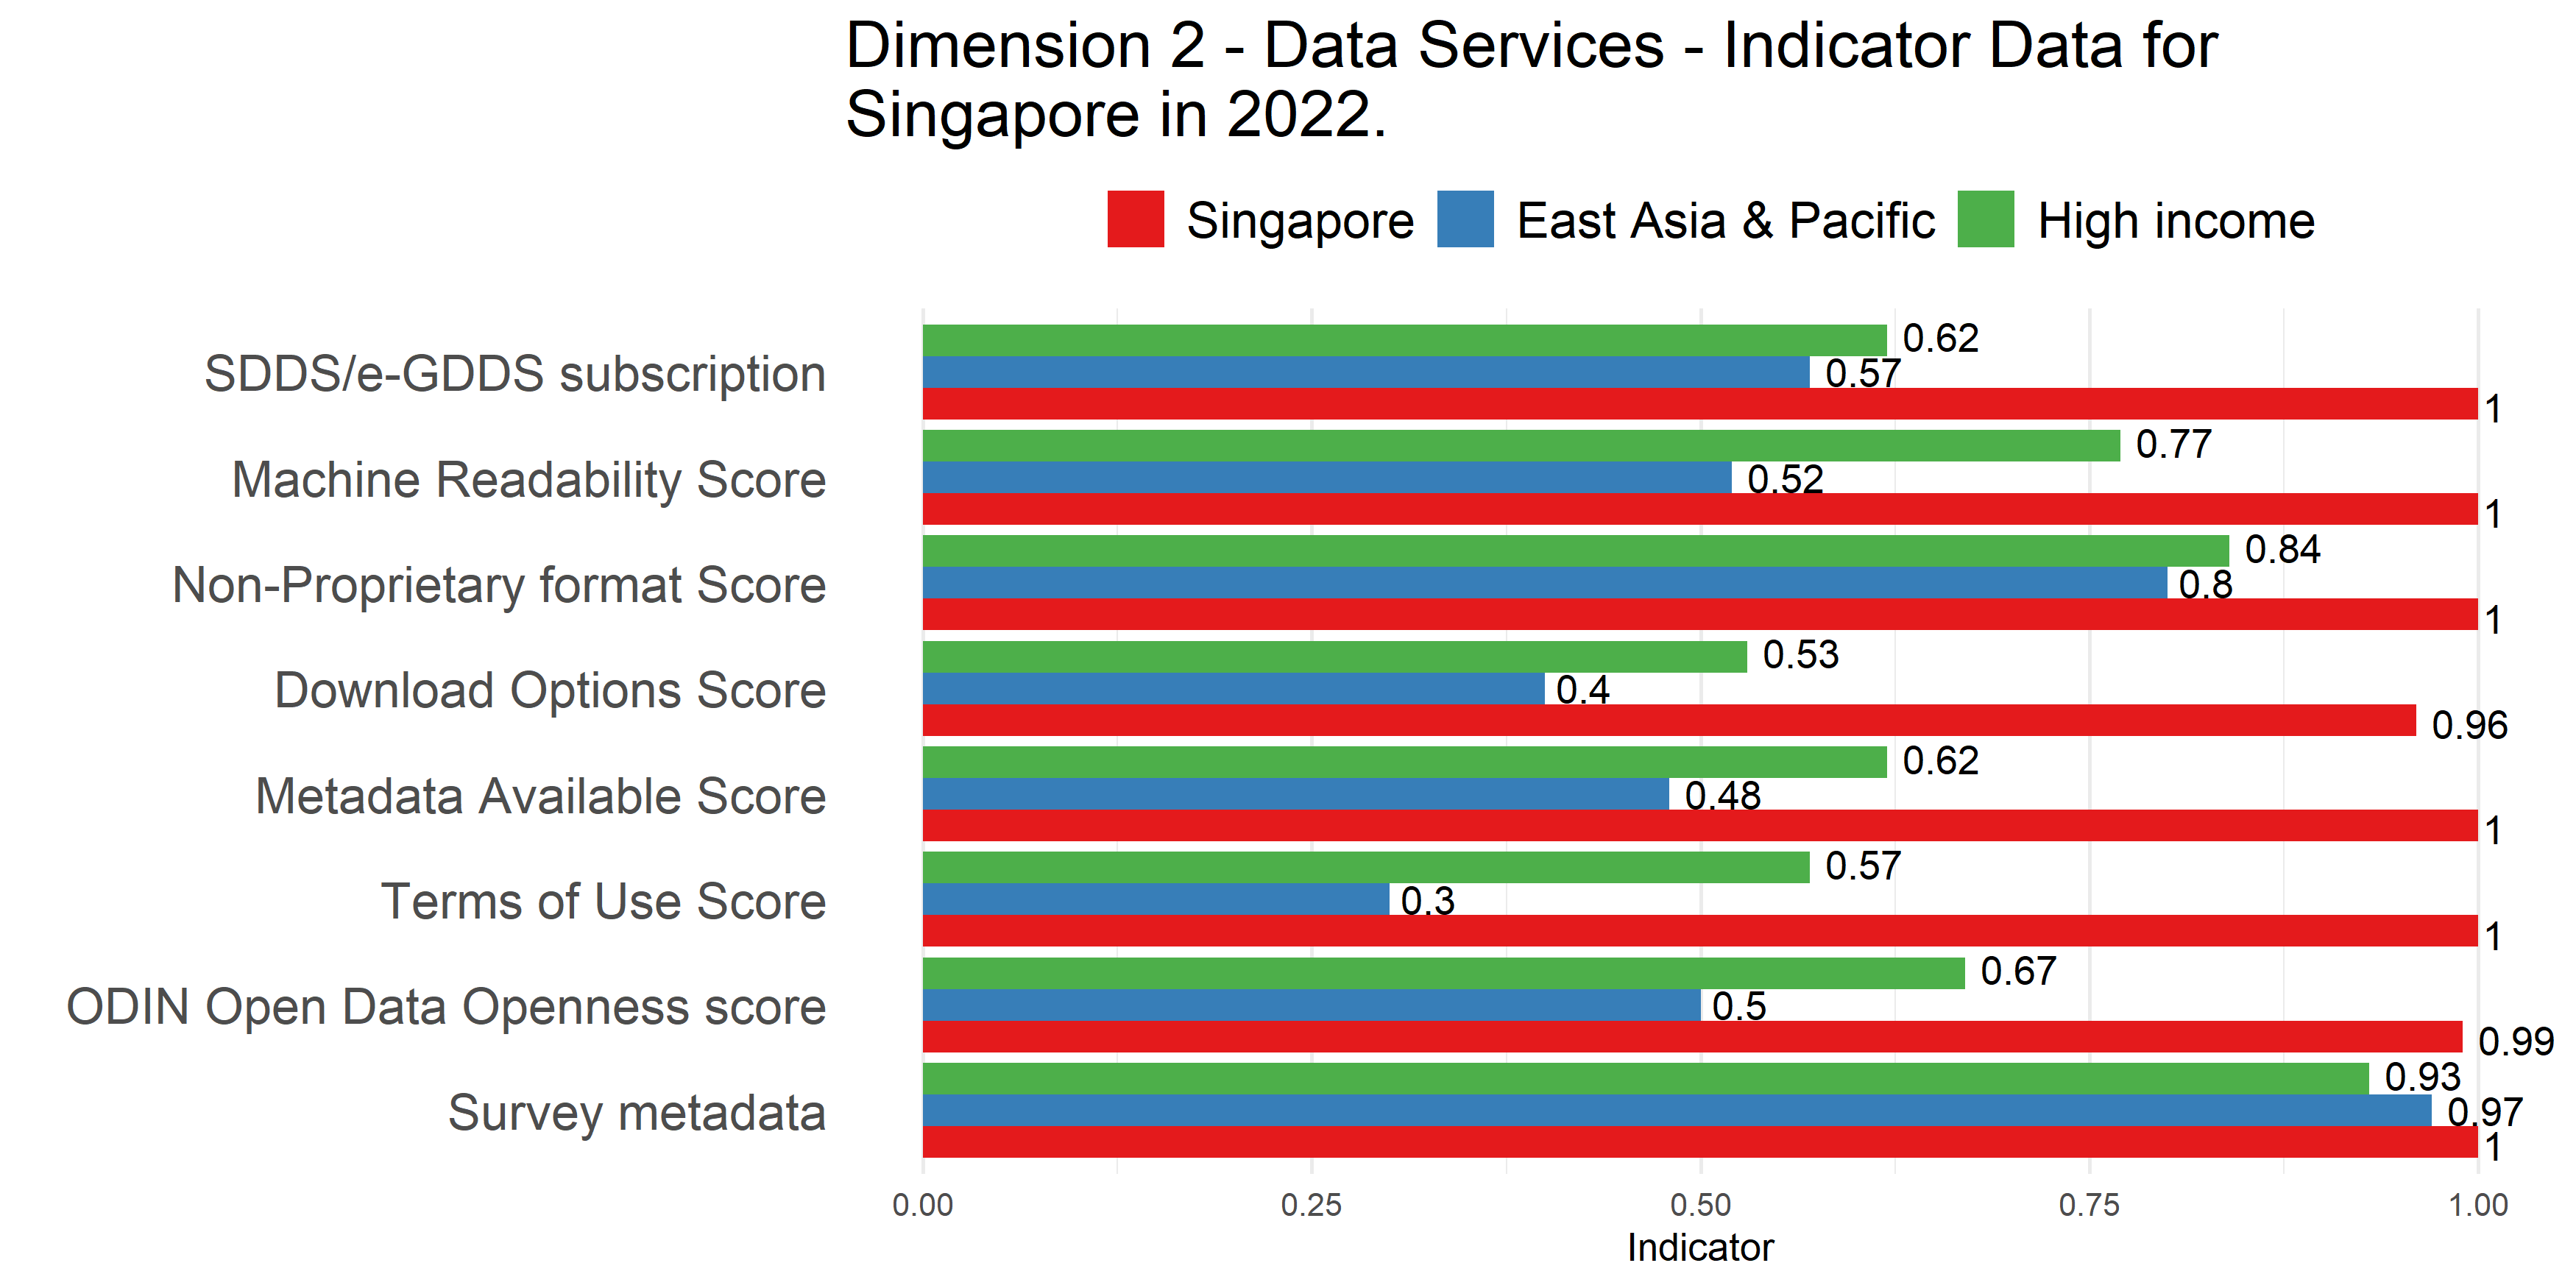 Dimension 2 - Data Services - Indicator Data for
Singapore in 2022.
Singapore East Asia & Pacific High income
SDDS/e-GDDS subscription
0.62
0.57
1
Machine Readability Score
0.77
0.52
1
Non-Proprietary format Score
0.84
0.8
1
Download Options Score
0.53
0.4
0.96
Metadata Available Score
0.62
0.48
1
Terms of Use Score
0.57
0.3
1
ODIN Open Data Openness score
0.67
0.5
0.99
Survey metadata
0.93
0.97
1
0.00 0.25 0.50 0.75 1.00
Indicator